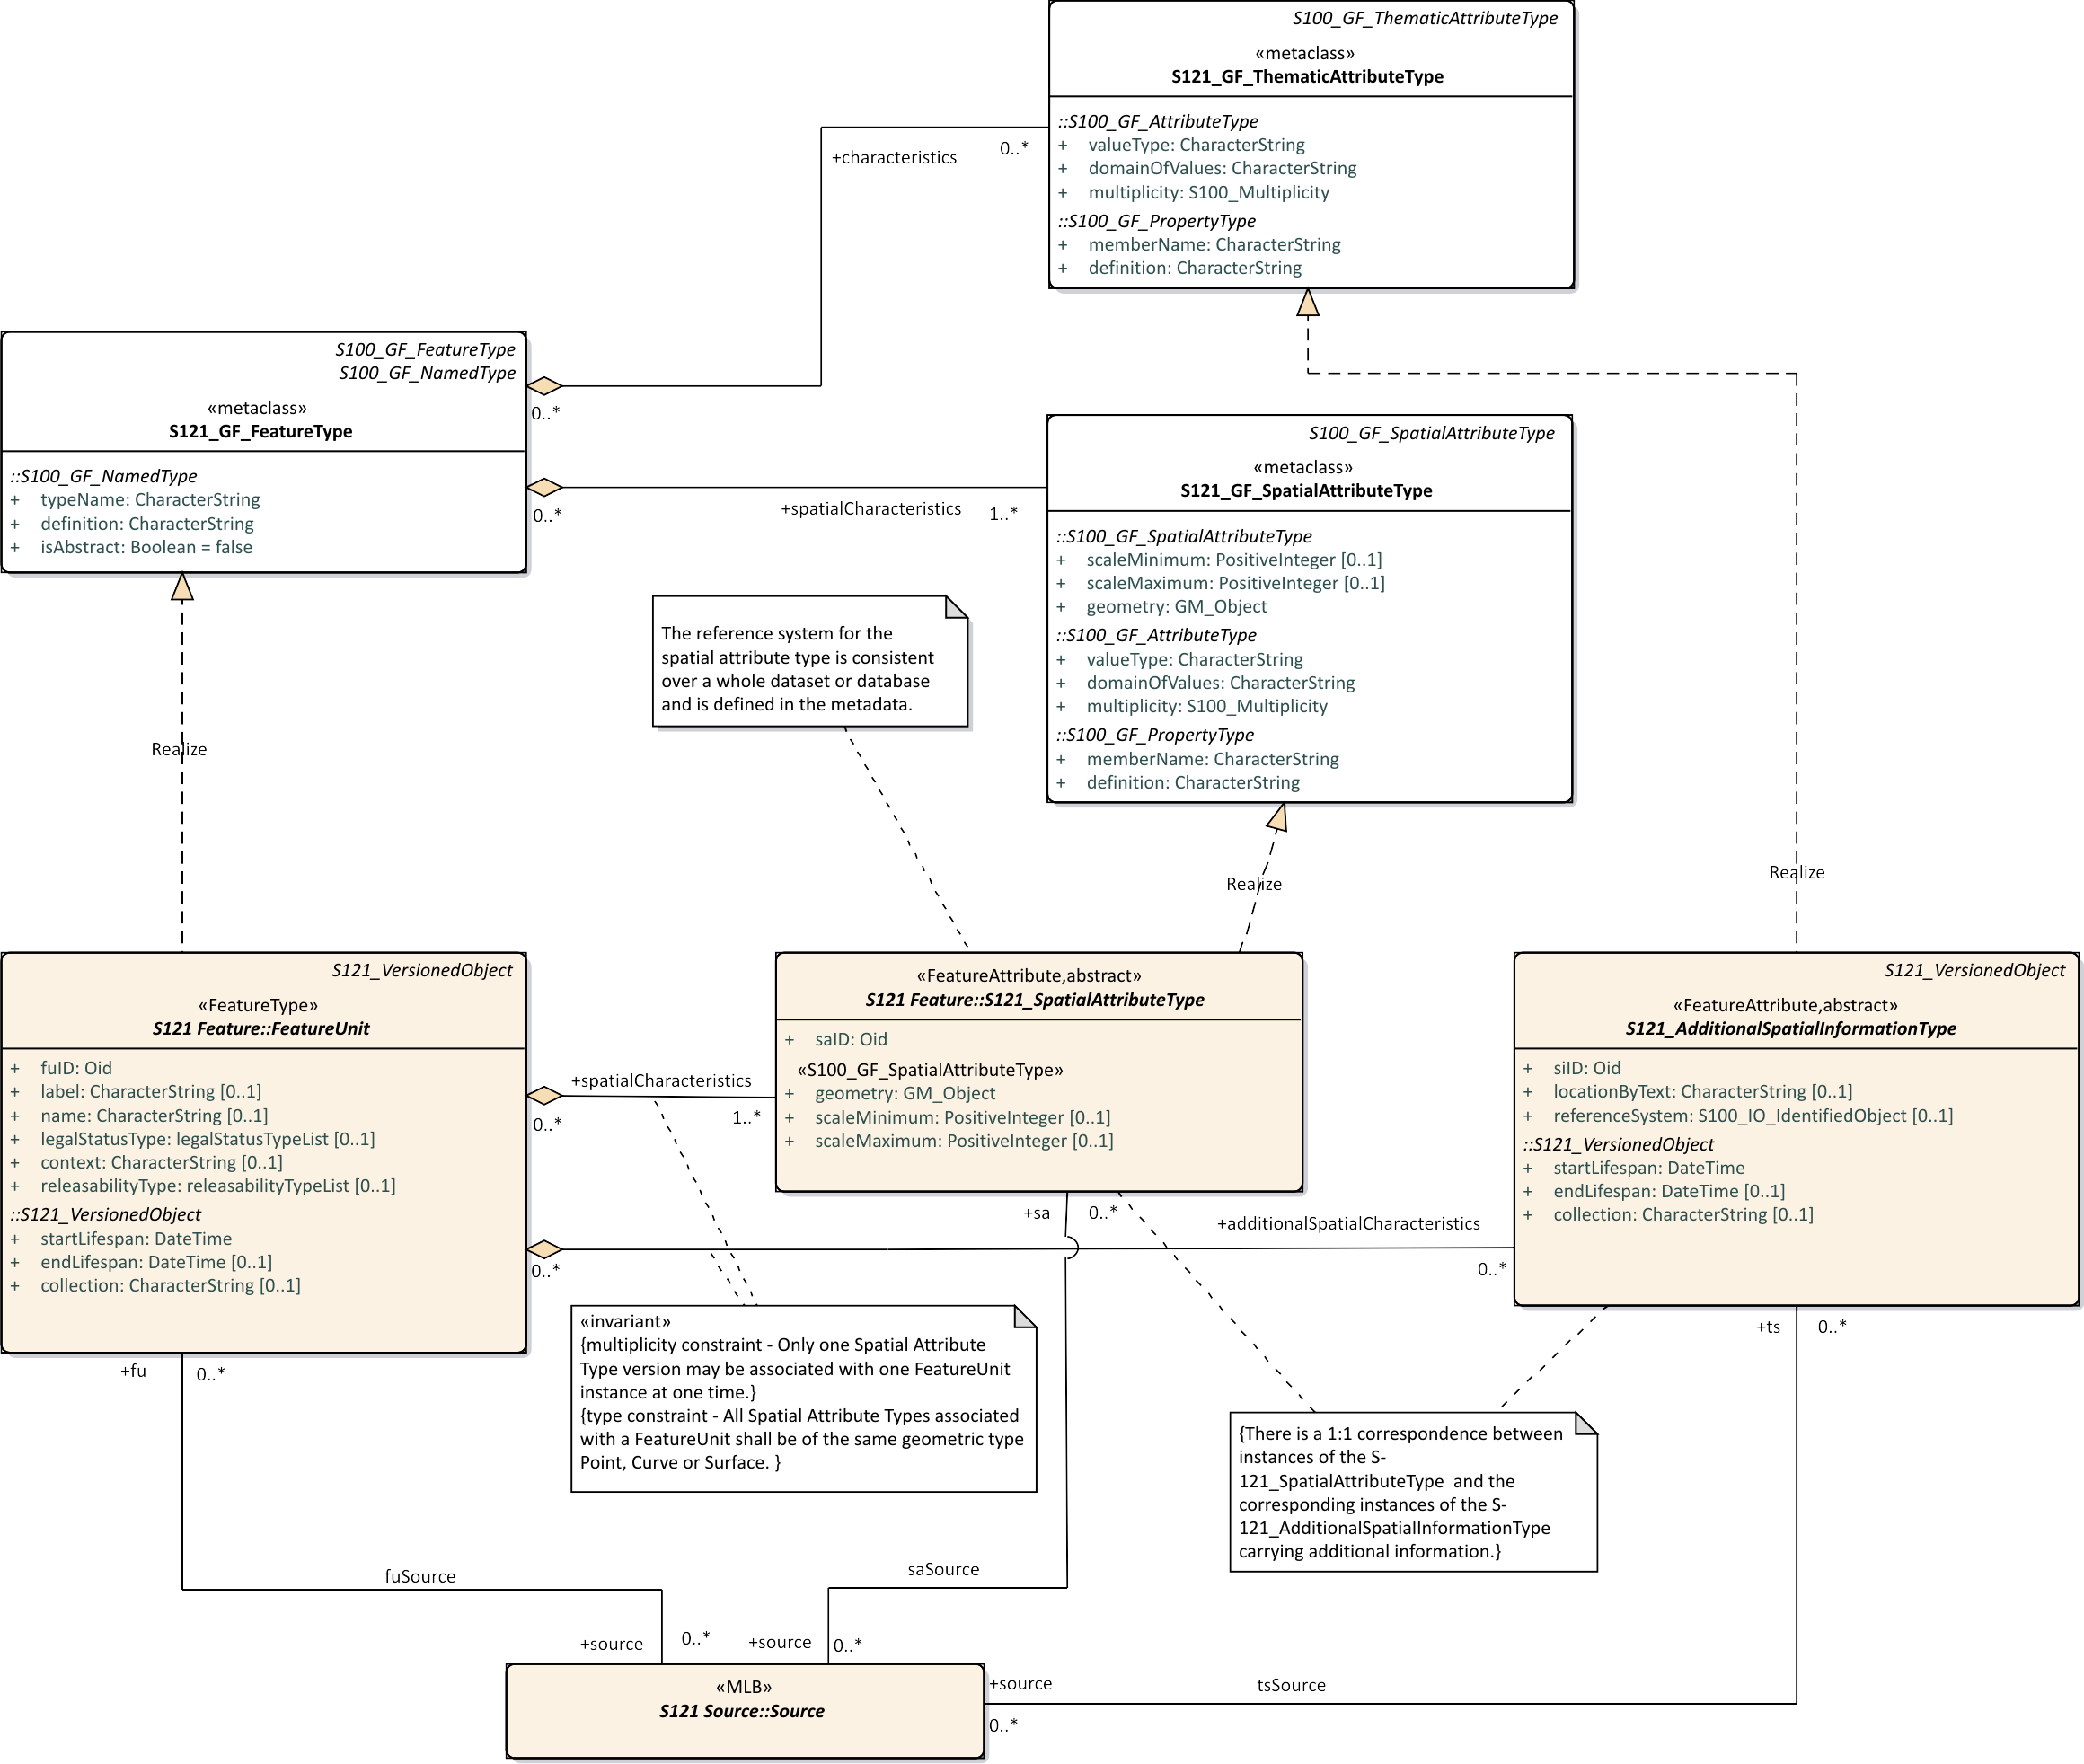 S100_GF_ThematicAttributeType
«metaclass»
S121_GF_ThematicAttributeType
::S100_GF_AttributeType
+ valueType: CharacterString
+ domainOfValues: CharacterString
+ multiplicity: S100_Multiplicity
::S100_GF_PropertyType
+ memberName: CharacterString
+ definition: CharacterString
+characteristics
0..*
S100_GF_FeatureType
S100_GF_NamedType
«metaclass»
S121_GF_FeatureType
::S100_GF_NamedType
+ typeName: CharacterString
+ definition: CharacterString
+ isAbstract: Boolean = false
0..*
0..*
+spatialCharacteristics
1..*
S100_GF_SpatialAttributeType
«metaclass»
S121_GF_SpatialAttributeType
::S100_GF_SpatialAttributeType
+ scaleMinimum: PositiveInteger [0..1]
+ scaleMaximum: PositiveInteger [0..1]
+ geometry: GM_Object
::S100_GF_AttributeType
+ valueType: CharacterString
+ domainOfValues: CharacterString
+ multiplicity: S100_Multiplicity
::S100_GF_PropertyType
+ memberName: CharacterString
+ definition: CharacterString
The reference system for the
spatial attribute type is consistent
over a whole dataset or database
and is defined in the metadata.
Realize
Realize
Realize
S121_VersionedObject
«FeatureType»
S121 Feature::FeatureUnit
+ fuID: Oid
+ label: CharacterString [0..1]
+ name: CharacterString [0..1]
+ legalStatusType: legalStatusTypeList [0..1]
+ context: CharacterString [0..1]
+ releasabilityType: releasabilityTypeList [0..1]
::S121_VersionedObject
+ startLifespan: DateTime
+ endLifespan: DateTime [0..1]
+ collection: CharacterString [0..1]
+spatialCharacteristics
0..*
1..*
«FeatureAttribute,abstract»
S121 Feature::S121_SpatialAttributeType
+ saID: Oid
«S100_GF_SpatialAttributeType»
+ geometry: GM_Object
+ scaleMinimum: PositiveInteger [0..1]
+ scaleMaximum: PositiveInteger [0..1]
S121_VersionedObject
«FeatureAttribute,abstract»
S121_AdditionalSpatialInformationType
+ siID: Oid
+ locationByText: CharacterString [0..1]
+ referenceSystem: S100_IO_IdentifiedObject [0..1]
::S121_VersionedObject
+ startLifespan: DateTime
+ endLifespan: DateTime [0..1]
+ collection: CharacterString [0..1]
+sa
0..*
+additionalSpatialCharacteristics
0..*
0..*
«invariant»
{multiplicity constraint - Only one Spatial Attribute
Type version may be associated with one FeatureUnit
instance at one time.}
{type constraint - All Spatial Attribute Types associated
with a FeatureUnit shall be of the same geometric type
Point, Curve or Surface. }
+fu
0..*
+ts
0..*
{There is a 1:1 correspondence between
instances of the S-
121_SpatialAttributeType  and the
corresponding instances of the S-
121_AdditionalSpatialInformationType
carrying additional information.}
fuSource
saSource
+source
0..*
+source
0..*
«MLB»
S121 Source::Source
+source
0..*
tsSource